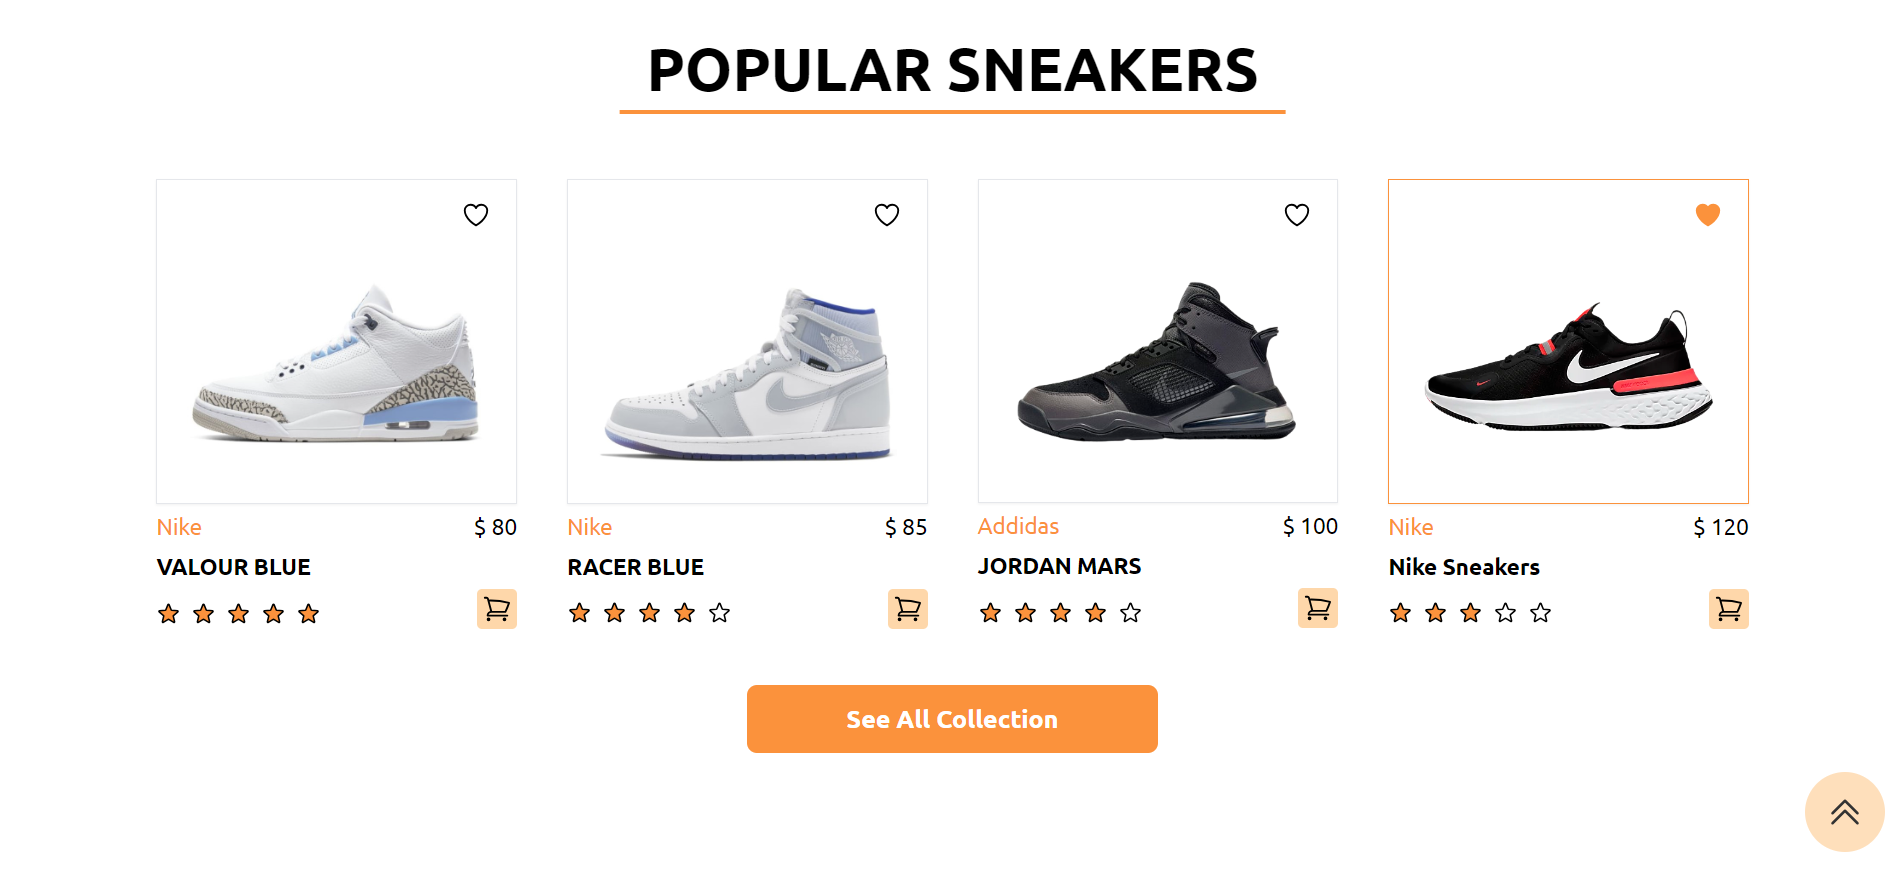 POPULAR SNEAKERS
Nike
$ 80
VALOUR BLUE
Nike
$ 85
RACER BLUE
Addidas
$ 100
JORDAN MARS
Nike
$ 120
Nike Sneakers
See All Collection